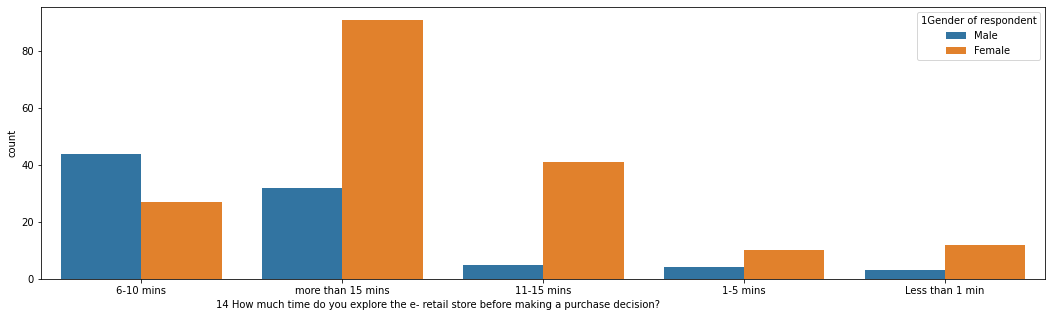 1Gender of respondent
Male
Female
80
60
40
20
0
count
6-10 mins
more than 15 mins
11-15 mins
1-5 mins
Less than 1 min
14 How much time do you explore the e- retail store before making a purchase decision?